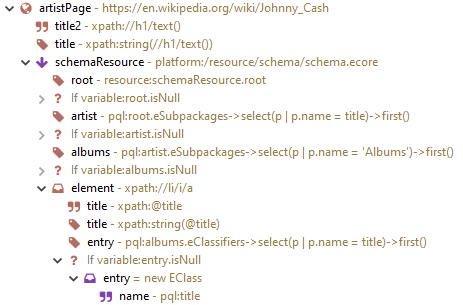 artistPage - https://en.wikipedia.org/wiki/Johnny_Cash
title2 - xpath://h1/text()
title - xpath:string(//h1/text())
schemaResource - platform:/resource/schema/schema.ecore
root - resource:schemaResource.root
If variable:root.isNull
artist - pql:root.eSubpackages->select(p | p.name = title)->first()
If variable:artist.isNull
albums - pql:artist.eSubpackages->select(p | p.name = 'Albums')->first()
If variable:albums.isNull
element - xpath://li/i/a
title - xpath:@title
title - xpath:string(@title)
entry - pql:albums.eClassifiers->select(p | p.name = title)->first()
If variable:entry.isNull
entry = new EClass
name - pql:title